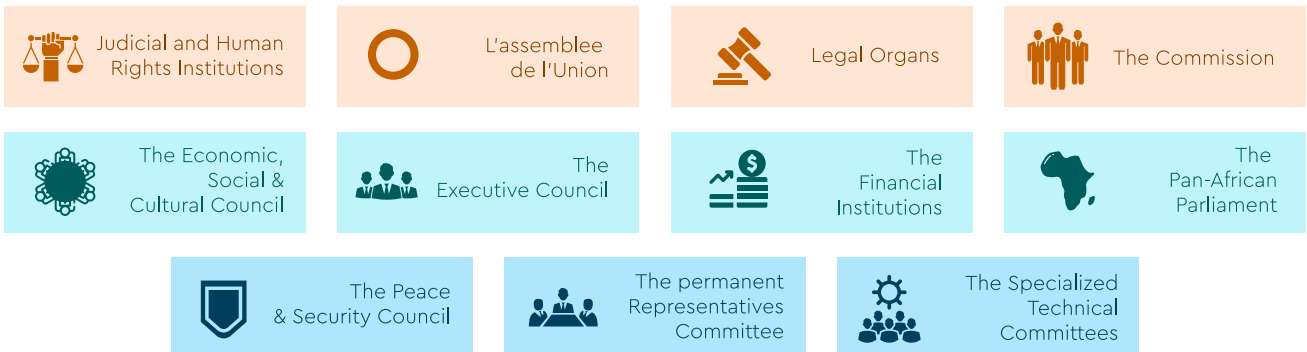 Judicial and Human
Rights Institutions
L'assemblee
de l'Union
Legal Organs
The Commission
The Economic,
Social &
Cultural Council
The
Executive Council
The
Financial
Institutions
The
Pan-African
Parliament
The Peace
& Security Council
The permanent
Representatives
Committee
The Specialized
Technical
Committees